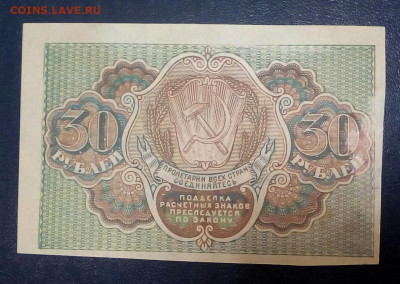 COINS.LAVE.RU
30
РУБЛЕЙ
30
РУБЛЕЙ
ПРОЛЕТАРИИ ВСЕХ СТРАН
СОЕДИНЯЙТЕСЬ
ПОДДЕЛКА
РАСЧЕТНЫХ ЗНАКОВ
ПРЕСЛЕДУЕТСЯ
ПО ЗАКОНУ